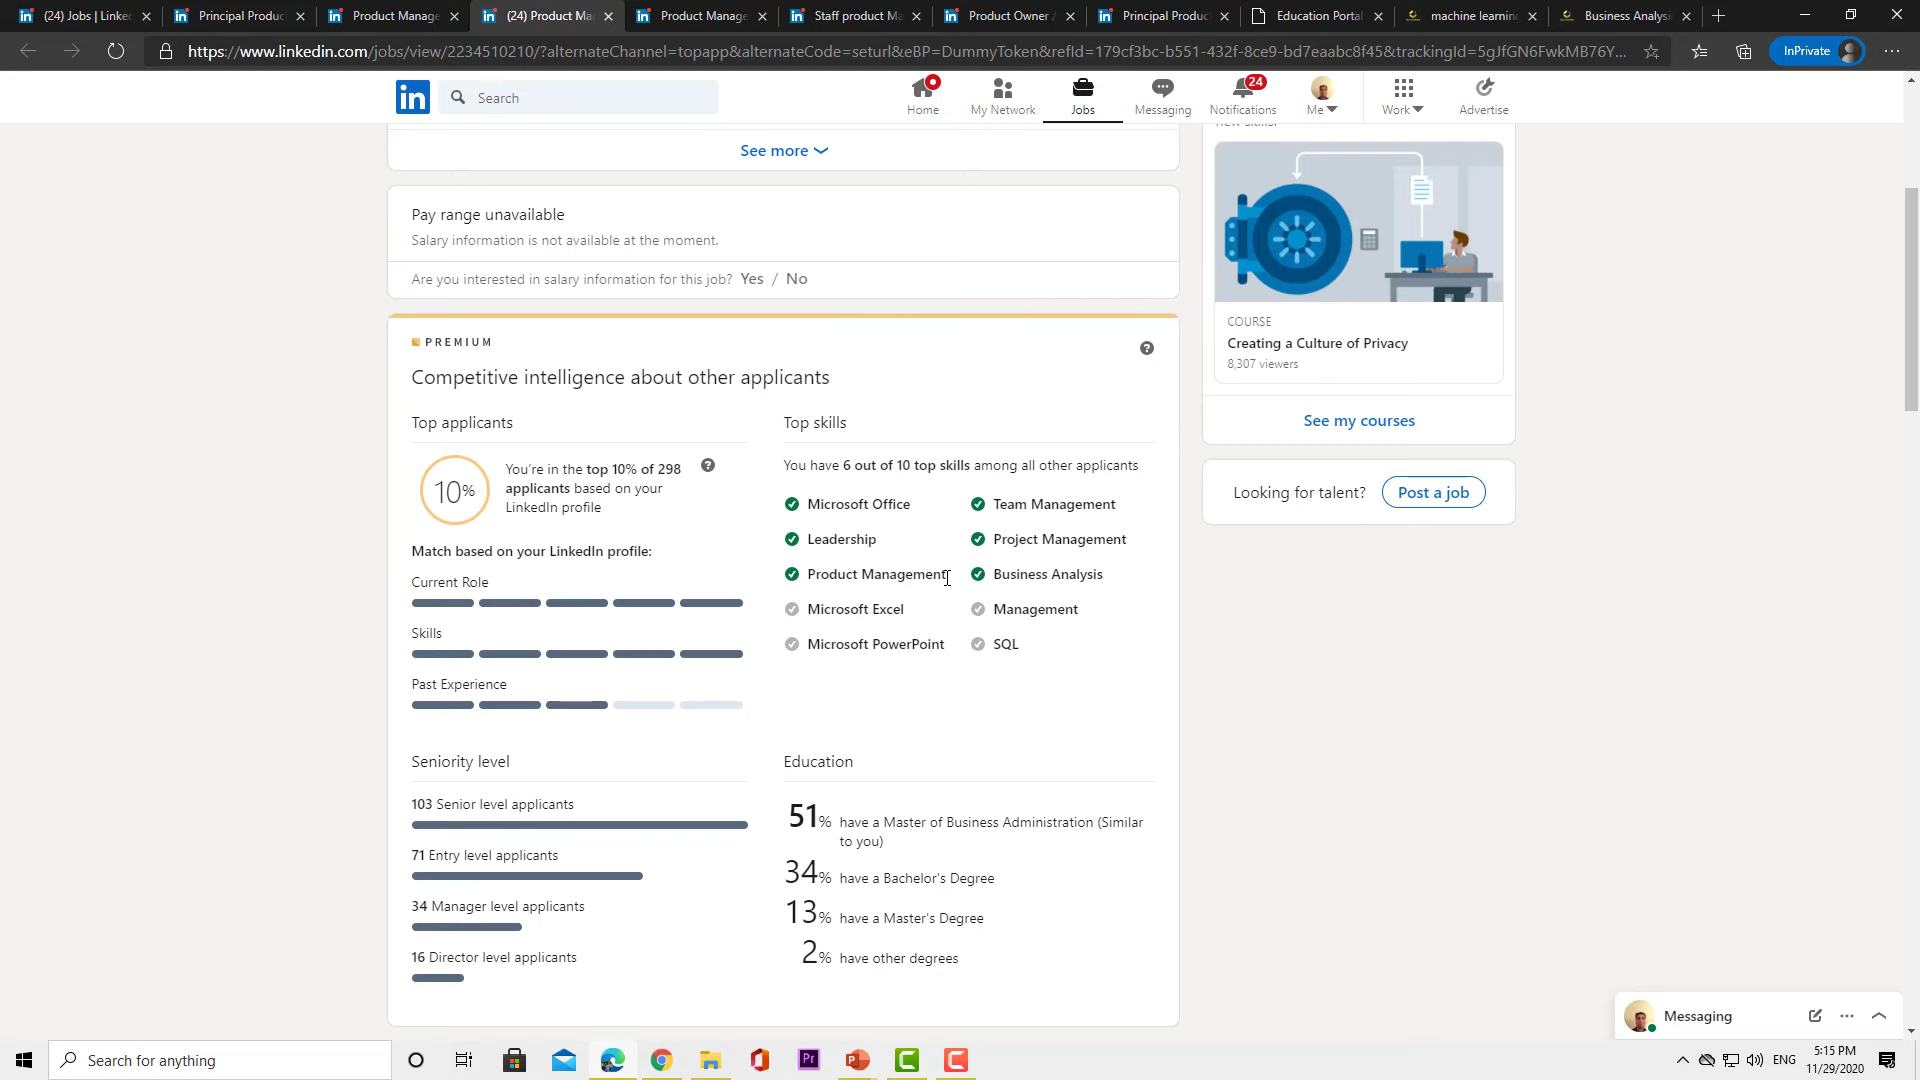 (24) Jobs | Linke
Principal Produc
Product Manage
(24) Product Ma
Product Manage
Staff product M
Product Owner /
Principal Produc
Education Portal
machine learning
Business Analysi
https://www.linkedin.com/jobs/view/2234510210/?alternateChannel=topapp&alternateCode=seturl&eBP=DummyToken&refId=179cf3bc-b551-432f-8ce9-bd7eaabc8f45&trackingId=5gJfGN6FwkMB76Y...
InPrivate
in
Search
Home
My Network
Jobs
Messaging
24
Notifications
Me
Work
Advertise
See more
Pay range unavailable
Salary information is not available at the moment.
Are you interested in salary information for this job? Yes / No
PREMIUM
Competitive intelligence about other applicants
Top applicants
10%
You're in the top 10% of 298
applicants based on your
LinkedIn profile
Match based on your LinkedIn profile:
Current Role
Skills
Past Experience
Top skills
You have 6 out of 10 top skills among all other applicants
Microsoft Office
Team Management
Leadership
Project Management
Product Management
Business Analysis
Microsoft Excel
Management
Microsoft PowerPoint
SQL
Seniority level
103 Senior level applicants
71 Entry level applicants
34 Manager level applicants
16 Director level applicants
Education
51% have a Master of Business Administration (Similar
to you)
34% have a Bachelor's Degree
13% have a Master's Degree
2% have other degrees
COURSE
Creating a Culture of Privacy
8,307 viewers
See my courses
Looking for talent?
Post a job
Messaging
Search for anything
Pr
ENG
5:15 PM
11/29/2020